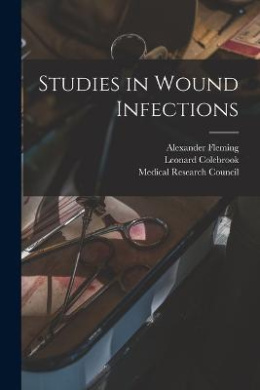 Studies in Wound
Infections
Alexander Fleming
Leonard Colebrook
Medical Research Council